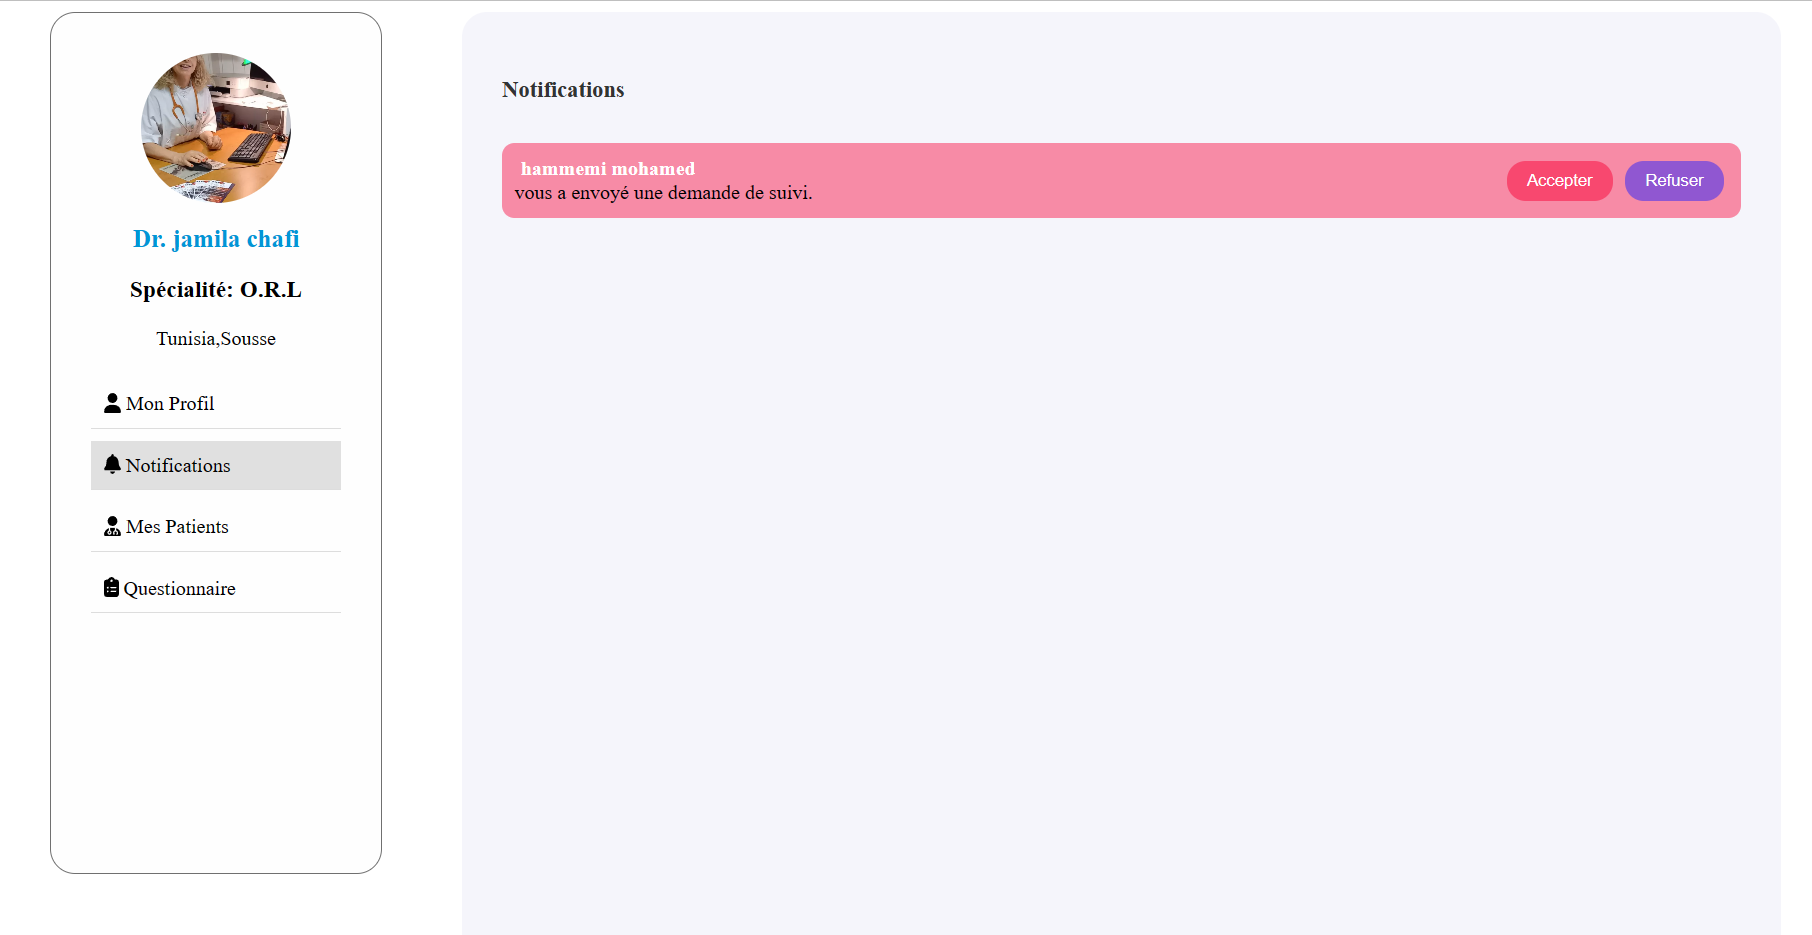 Dr. jamila chafi
Spécialité: O.R.L
Tunisia,Sousse
Mon Profil
Notifications
Mes Patients
Questionnaire
Notifications
hammemi mohamed
vous a envoyé une demande de suivi.
Accepter
Refuser